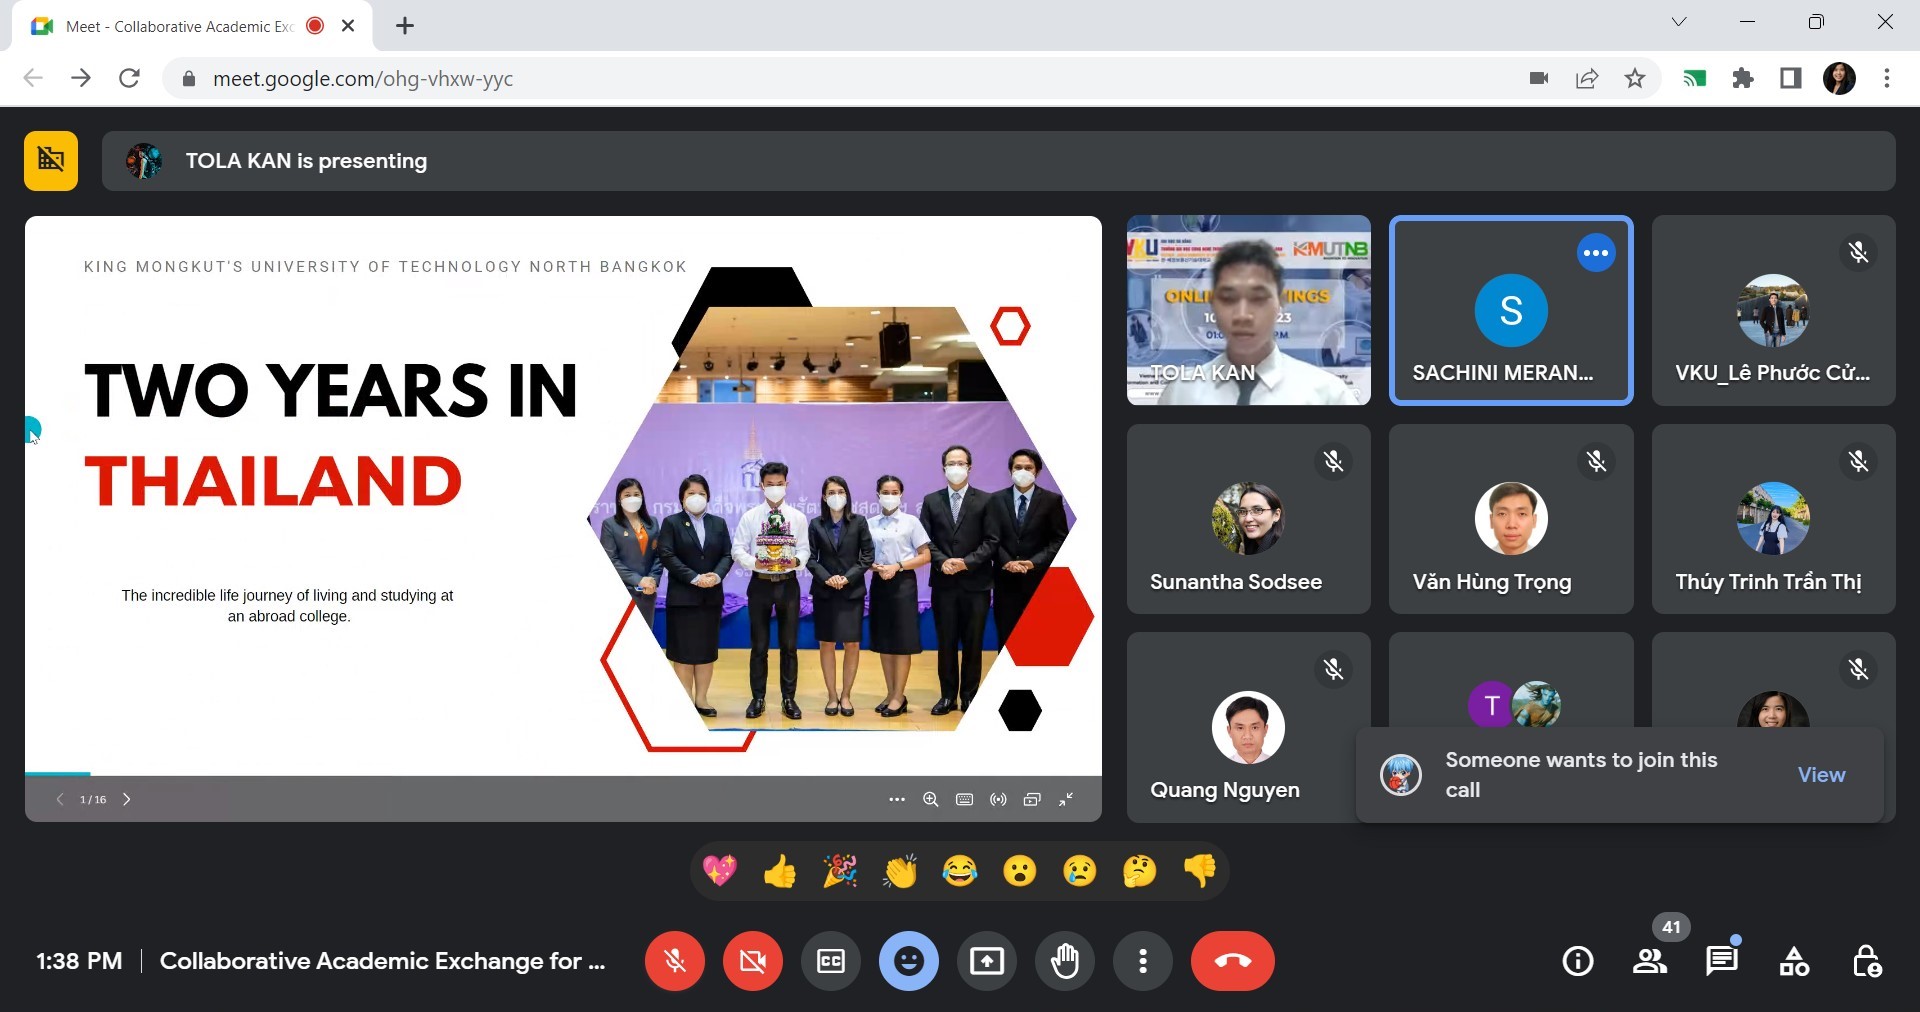 Meet - Collaborative Academic Exc
meet.google.com/ohg-vhxw-yyc
TOLA KAN is presenting
KING MONGKUT'S UNIVERSITY OF TECHNOLOGY NORTH BANGKOK
TWO YEARS IN
THAILAND
The incredible life journey of living and studying at
an abroad college.
1 / 16
VKU
KMUTNB
TOLA KAN
S
SACHINI MERAN...
VKU_Lê Phước Cử...
Sunantha Sodsee
Văn Hùng Trọng
Thúy Trinh Trần Thị
Quang Nguyen
T
Someone wants to join this
call
View
1:38 PM
Collaborative Academic Exchange for ...
CC
41